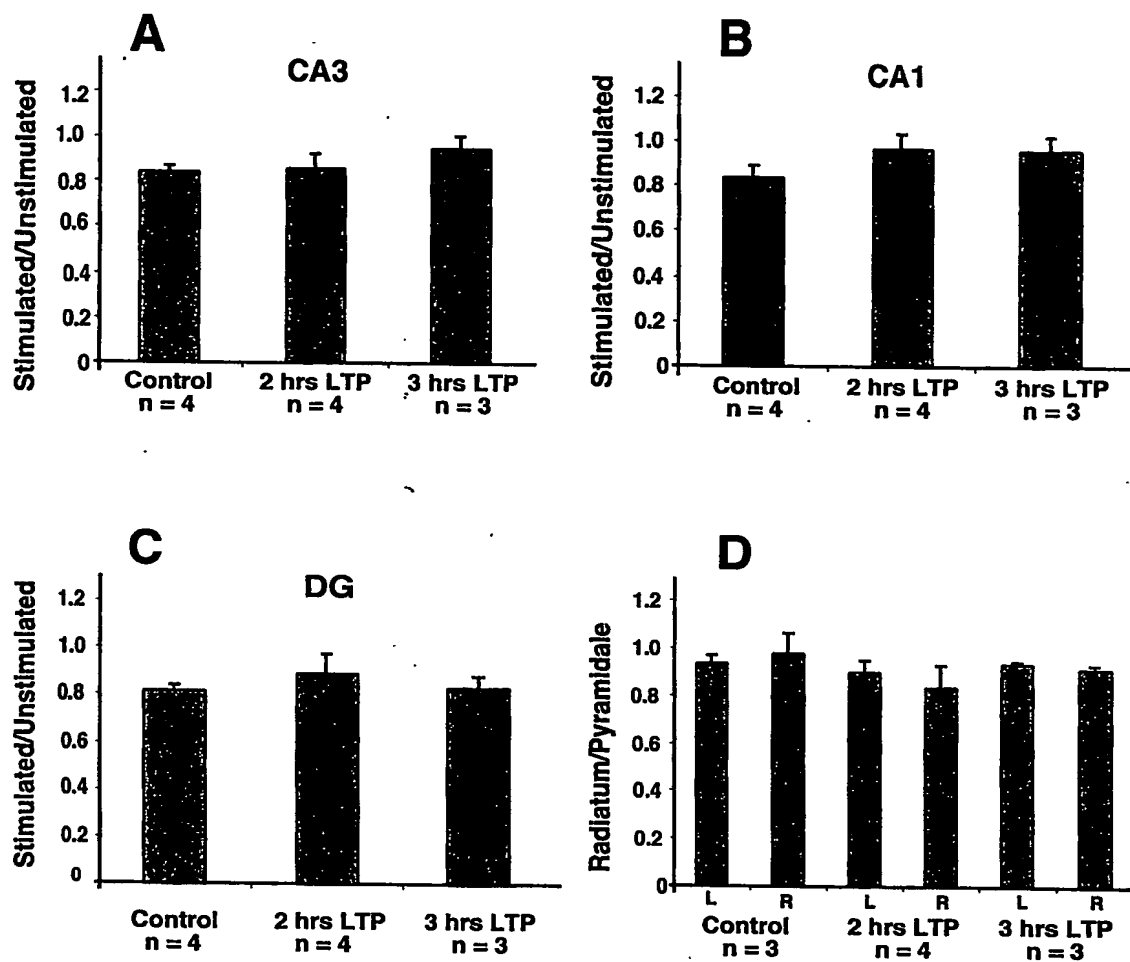 A
CA3
Stimulated/Unstimulated
1.2
1.0
0.8
0.6
0.4
0.2
0
Control
n = 4
2 hrs LTP
n = 4
3 hrs LTP
n = 3
B
CA1
Stimulated/Unstimulated
1.2
1.0
0.8
0.6
0.4
0.2
0
Control
n = 4
2 hrs LTP
n = 4
3 hrs LTP
n = 3
C
DG
Stimulated/Unstimulated
1.2
1.0
0.8
0.6
0.4
0.2
0
Control
n = 4
2 hrs LTP
n = 4
3 hrs LTP
n = 3
D
Radiatum/Pyramidale
1.2
1.0
0.8
0.6
0.4
0.2
0
L R L R L R
Control
n = 3
2 hrs LTP
n = 4
3 hrs LTP
n = 3